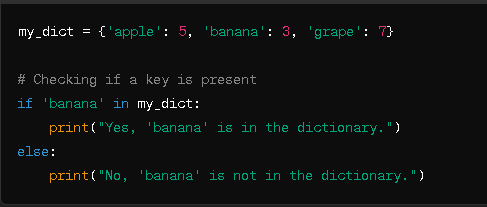 my_dict = {'apple': 5, 'banana': 3, 'grape': 7}
# Checking if a key is present
if 'banana' in my_dict:
    print("Yes, 'banana' is in the dictionary.")
else:
    print("No, 'banana' is not in the dictionary.")